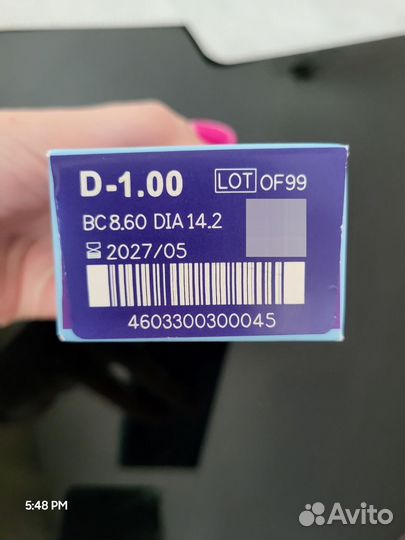 D-1.00 LOT OF99
BC 8.60 DIA 14.2
2027/05
4603300300045
5:48 PM
Avito